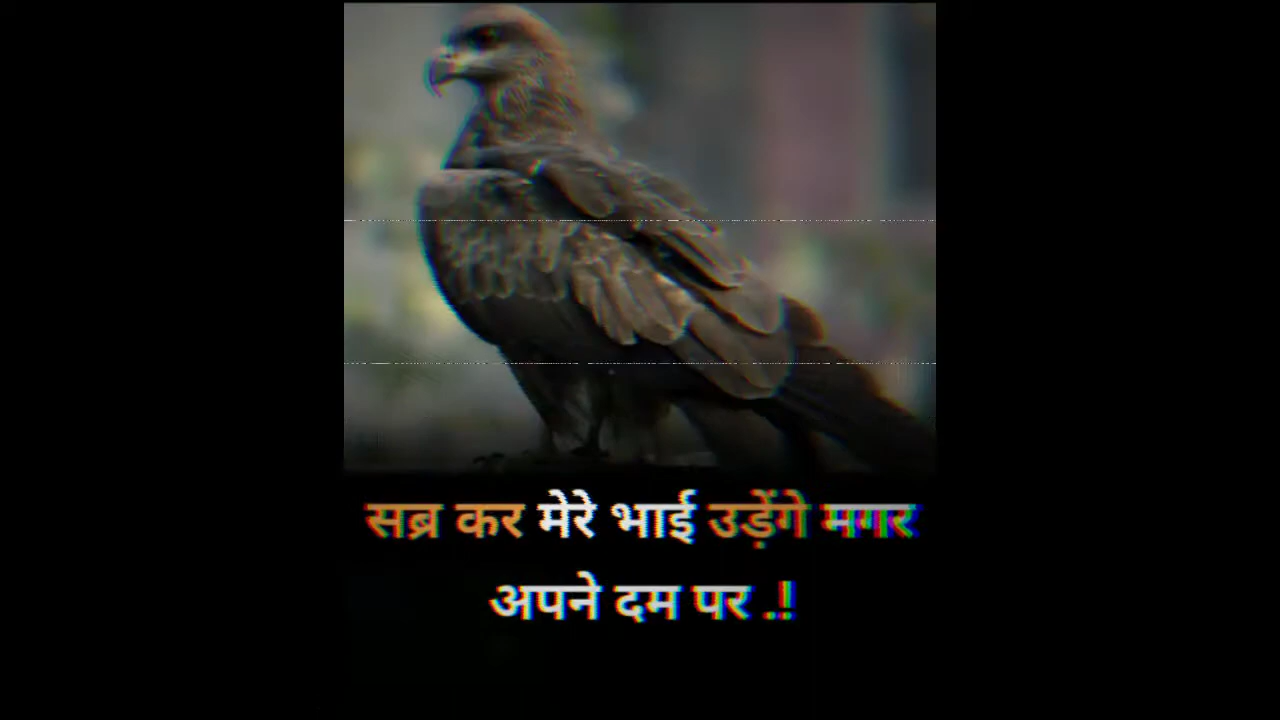 सब्र कर मेरे भाई उड़ेंगे मगर
अपने दम पर .!